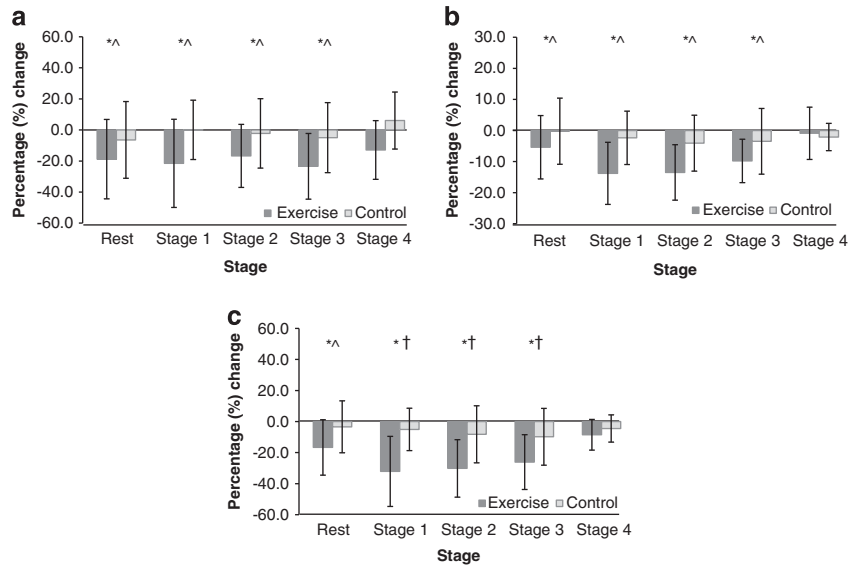 a
Percentage (%) change
60.0
40.0
20.0
0.0
-20.0
-40.0
-60.0
*^ *^ *^ *^
Exercise Control
Rest Stage 1 Stage 2 Stage 3 Stage 4
Stage
b
Percentage (%) change
30.0
20.0
10.0
0.0
-10.0
-20.0
-30.0
*^ *^ *^ *^
Exercise Control
Rest Stage 1 Stage 2 Stage 3 Stage 4
Stage
c
Percentage (%) change
60.0
40.0
20.0
0.0
-20.0
-40.0
-60.0
*^ *† *† *†
Exercise Control
Rest Stage 1 Stage 2 Stage 3 Stage 4
Stage